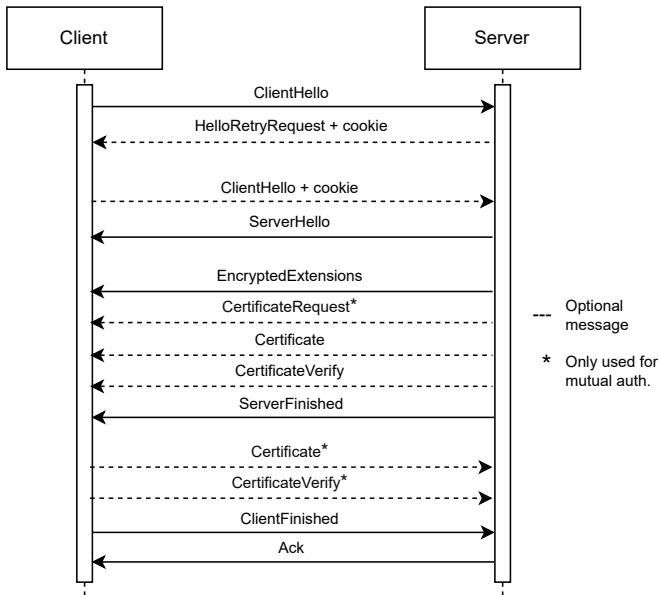 Client
Server
ClientHello
HelloRetryRequest + cookie
ClientHello + cookie
ServerHello
EncryptedExtensions
CertificateRequest*
Certificate
CertificateVerify
ServerFinished
Certificate*
CertificateVerify*
ClientFinished
Ack
--- Optional
message
* Only used for
mutual auth.